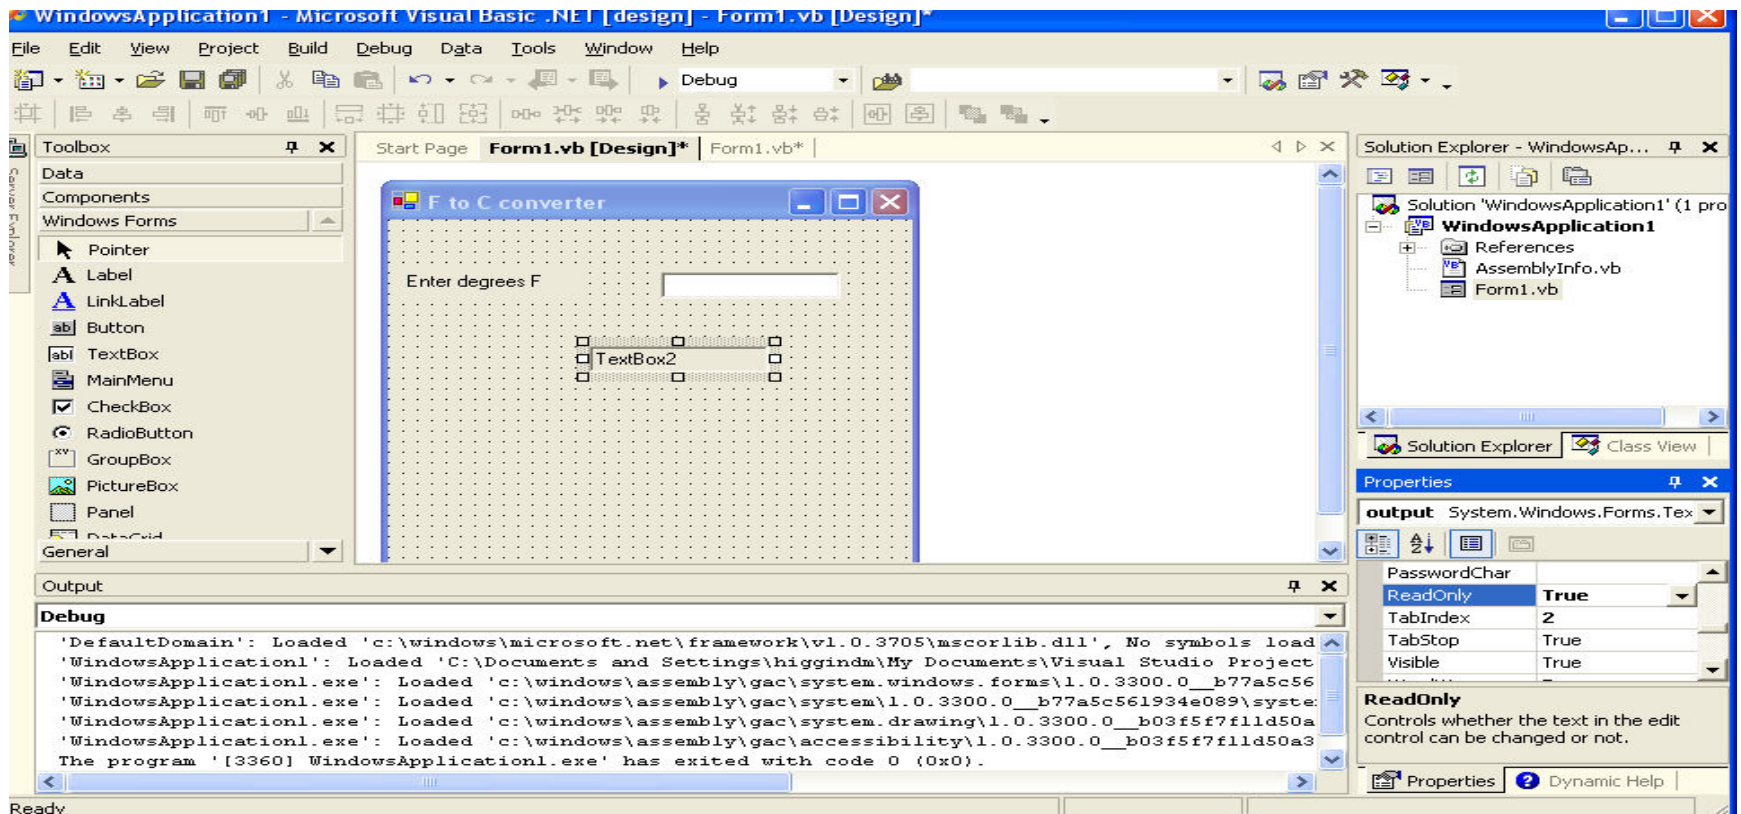 WindowsApplication1 - Microsoft Visual Basic .NET [design] - Form1.vb [Design]*
File Edit View Project Build Debug Data Tools Window Help
Debug
Toolbox
Start Page Form1.vb [Design]* Form1.vb*
Solution Explorer - WindowsAp...
Server Explorer
Data
Components
Windows Forms
Pointer
A Label
A LinkLabel
ab Button
abl TextBox
MainMenu
CheckBox
RadioButton
XY GroupBox
PictureBox
Panel
DataGrid
General
F to C converter
Enter degrees F
TextBox2
Solution 'WindowsApplication1' (1 pro
WindowsApplication1
References
AssemblyInfo.vb
Form1.vb
Solution Explorer Class View
Properties
output System.Windows.Forms.Tex
PasswordChar
ReadOnly True
TabIndex 2
TabStop True
Visible True
ReadOnly
Controls whether the text in the edit
control can be changed or not.
Properties Dynamic Help
Output
Debug
'DefaultDomain': Loaded 'c:\windows\microsoft.net\framework\v1.0.3705\mscorlib.dll', No symbols load
'WindowsApplication1': Loaded 'C:\Documents and Settings\higgindm\My Documents\Visual Studio Project
'WindowsApplication1.exe': Loaded 'c:\windows\assembly\gac\system.windows.forms\1.0.3300.0__b77a5c56
'WindowsApplication1.exe': Loaded 'c:\windows\assembly\gac\system\1.0.3300.0__b77a5c561934e089\syste
'WindowsApplication1.exe': Loaded 'c:\windows\assembly\gac\system.drawing\1.0.3300.0__b03f5f7f11d50a
'WindowsApplication1.exe': Loaded 'c:\windows\assembly\gac\accessibility\1.0.3300.0__b03f5f7f11d50a3
The program '[3360] WindowsApplication1.exe' has exited with code 0 (0x0).
Ready